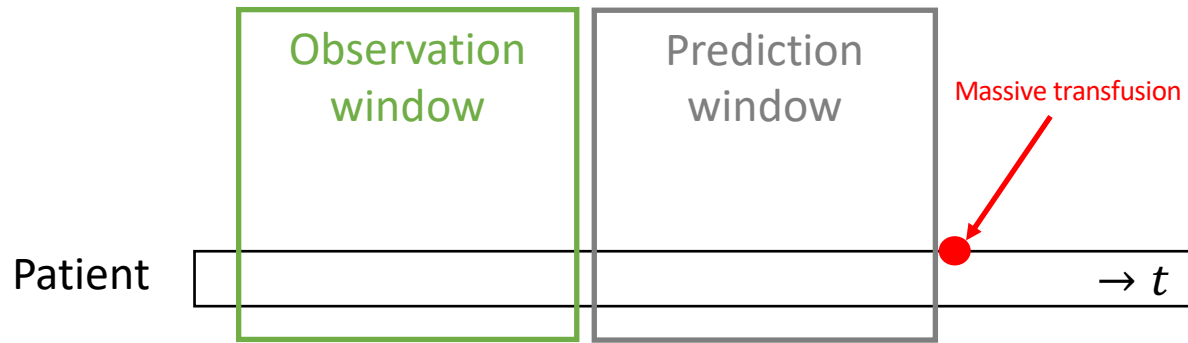 Observation
window
Prediction
window
Massive transfusion
Patient
→ t